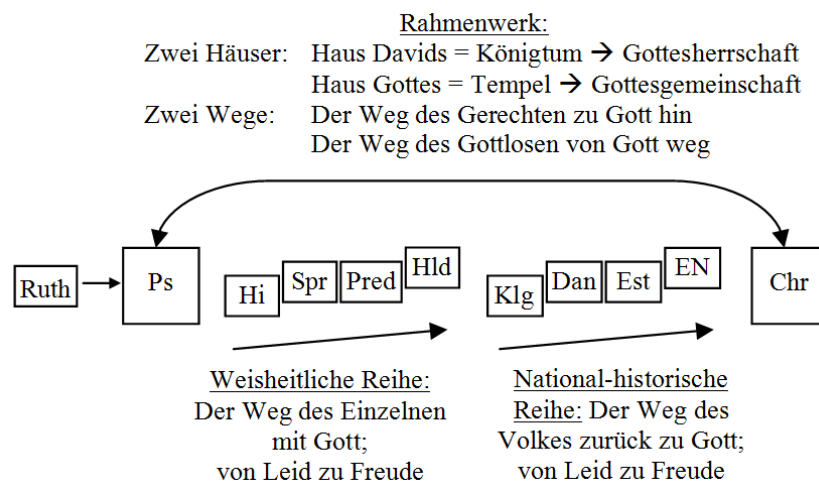 Rahmenwerk:
Zwei Häuser: Haus Davids = Königtum → Gottesherrschaft
Haus Gottes = Tempel → Gottesgemeinschaft
Zwei Wege: Der Weg des Gerechten zu Gott hin
Der Weg des Gottlosen von Gott weg
Ruth
Ps
Hi
Spr
Pred
Hld
Klg
Dan
Est
EN
Chr
Weisheitliche Reihe:
Der Weg des Einzelnen
mit Gott;
von Leid zu Freude
National-historische
Reihe: Der Weg des
Volkes zurück zu Gott;
von Leid zu Freude